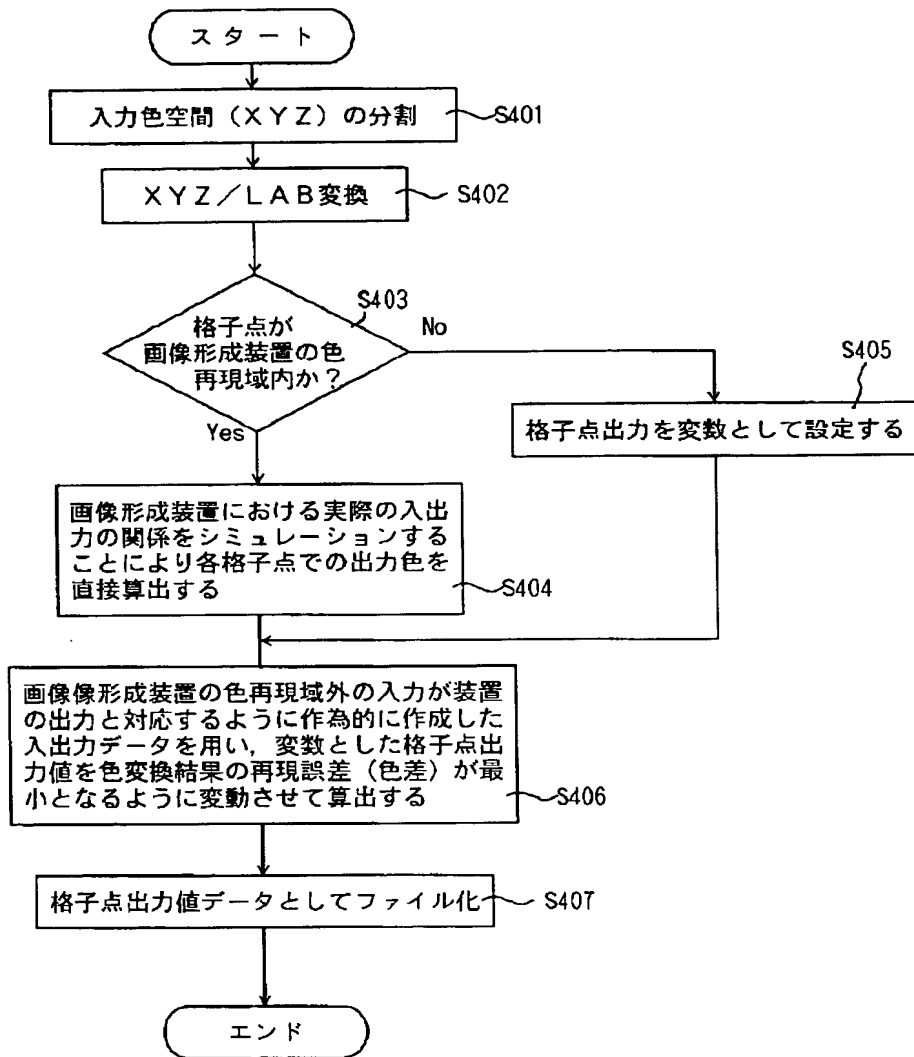 スタート
入力色空間（XYZ）の分割
S401
XYZ／LAB変換
S402
S403
格子点が
画像形成装置の色
再現域内か？
No
Yes
S405
格子点出力を変数として設定する
画像形成装置における実際の入出
力の関係をシミュレーションする
ことにより各格子点での出力色を
直接算出する
S404
画像像形成装置の色再現域外の入力が装置
の出力と対応するように作為的に作成した
入出力データを用い，変数とした格子点出
力値を色変換結果の再現誤差（色差）が最
小となるように変動させて算出する
S406
格子点出力値データとしてファイル化
S407
エンド